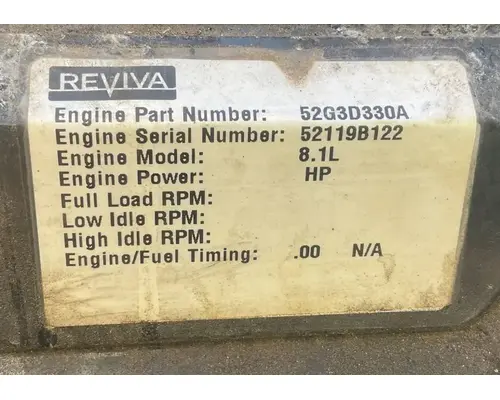 REVIVA
Engine Part Number: 52G3D330A
Engine Serial Number: 52119B122
Engine Model: 8.1L
Engine Power: HP
Full Load RPM:
Low Idle RPM:
High Idle RPM:
Engine/Fuel Timing: .00 N/A